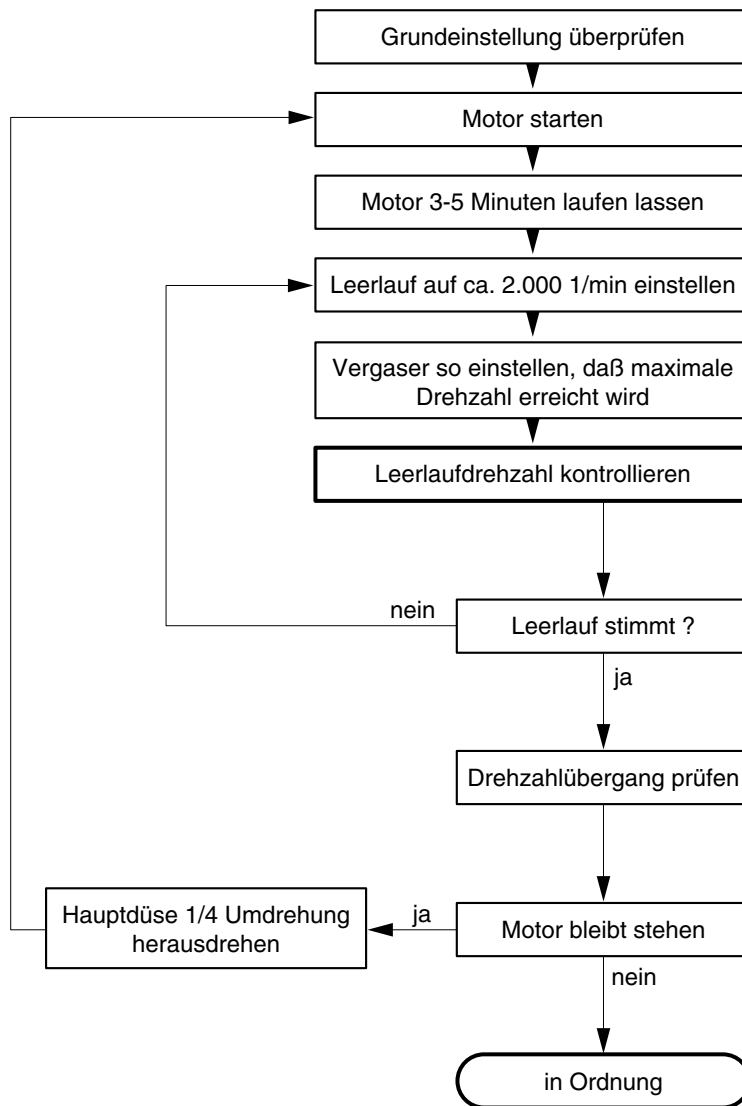 Grundeinstellung überprüfen
Motor starten
Motor 3-5 Minuten laufen lassen
Leerlauf auf ca. 2.000 1/min einstellen
Vergaser so einstellen, daß maximale
Drehzahl erreicht wird
Leerlaufdrehzahl kontrollieren
nein
Leerlauf stimmt ?
ja
Drehzahlübergang prüfen
Hauptdüse 1/4 Umdrehung
herausdrehen
ja
Motor bleibt stehen
nein
in Ordnung